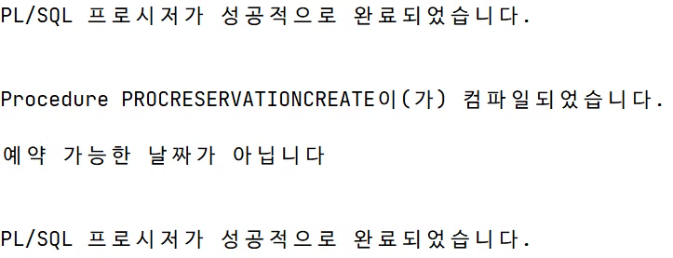 PL/SQL 프로시저가 성공적으로 완료되었습니다.
Procedure PROCRESERVATIONCREATE이(가) 컴파일되었습니다.
예약 가능한 날짜가 아닙니다
PL/SQL 프로시저가 성공적으로 완료되었습니다.